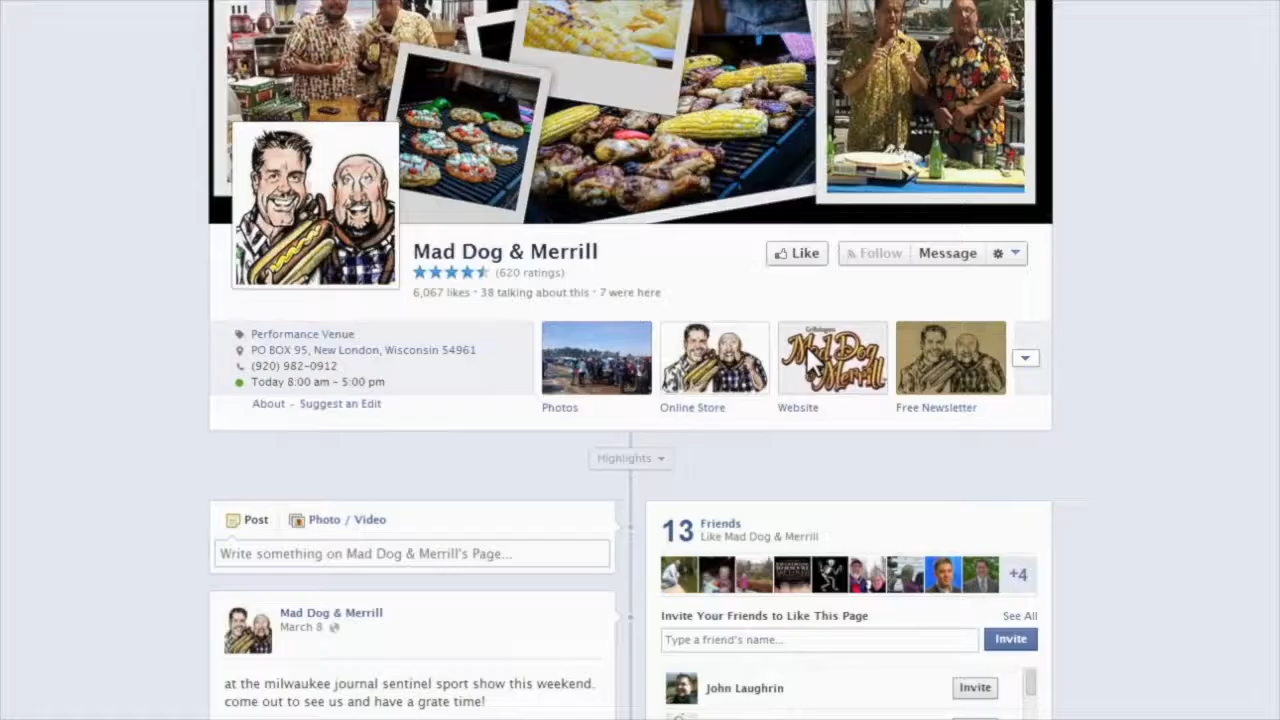 Mad Dog & Merrill
Like
Follow
Message
(620 ratings)
6,067 likes · 38 talking about this · 7 were here
Performance Venue
PO BOX 95, New London, Wisconsin 54961
(920) 982-0912
Today 8:00 am - 5:00 pm
About - Suggest an Edit
Mad Dog
Merrill
Photos
Online Store
Website
Free Newsletter
Highlights
Post
Photo / Video
Write something on Mad Dog & Merrill's Page...
Mad Dog & Merrill
March 8
at the milwaukee journal sentinel sport show this weekend.
come out to see us and have a grate time!
13 Friends
Like Mad Dog & Merrill
+4
Invite Your Friends to Like This Page
See All
Type a friend's name...
Invite
John Laughrin
Invite